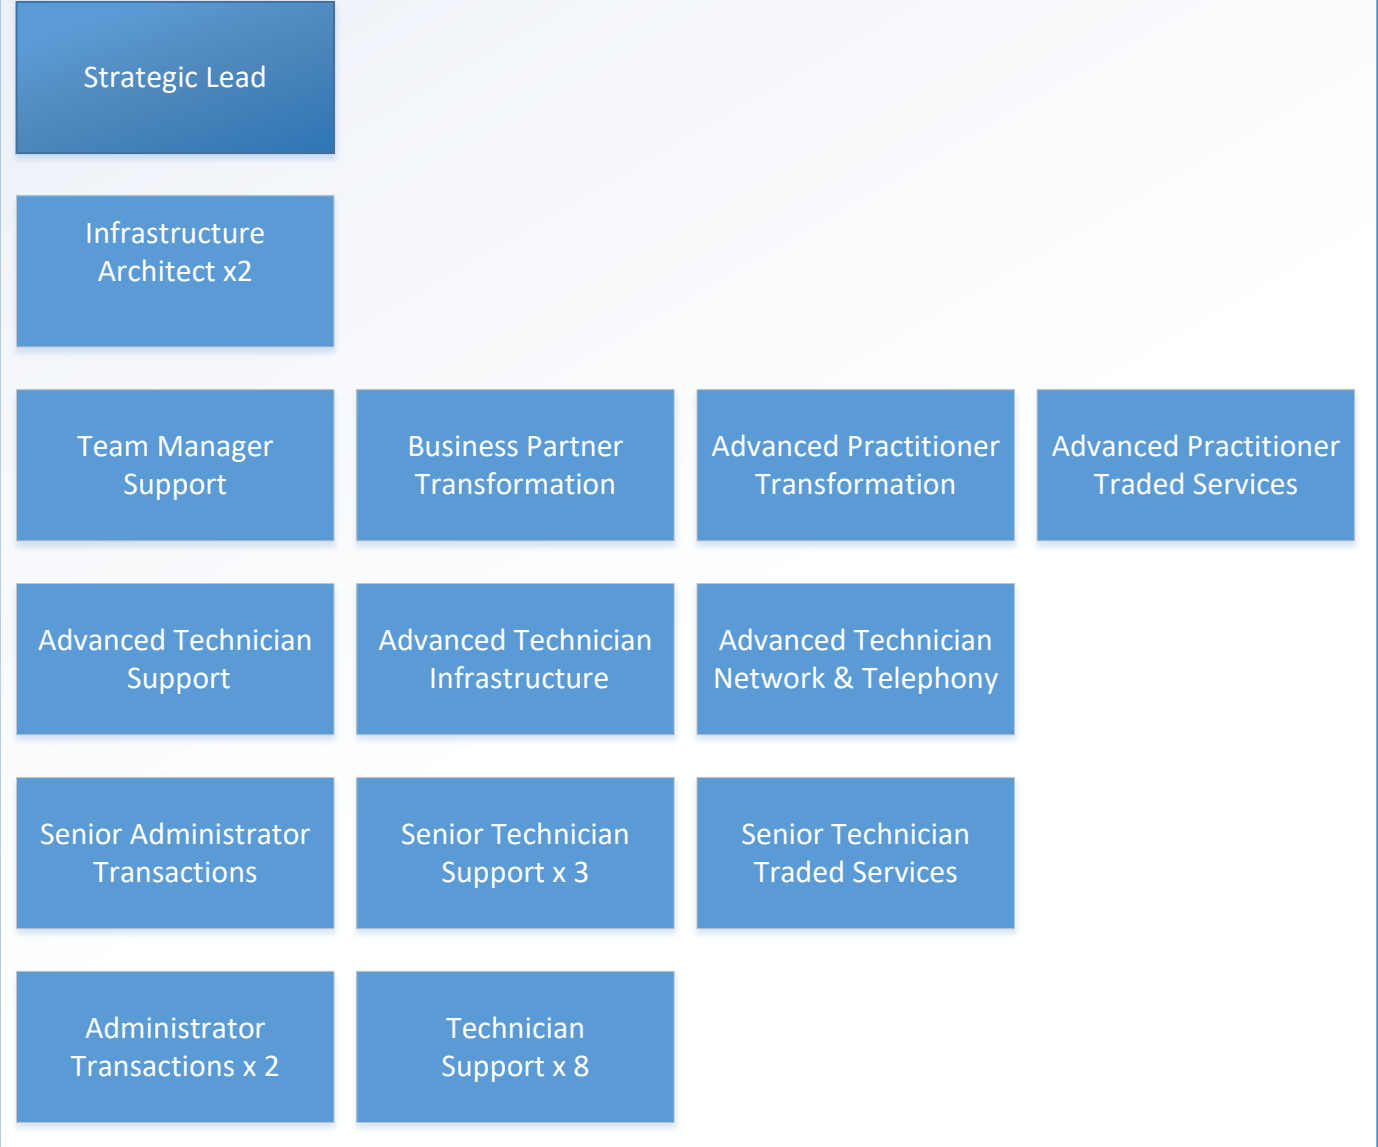 Strategic Lead
Infrastructure
Architect x2
Team Manager
Support
Business Partner
Transformation
Advanced Practitioner
Transformation
Advanced Practitioner
Traded Services
Advanced Technician
Support
Advanced Technician
Infrastructure
Advanced Technician
Network & Telephony
Senior Administrator
Transactions
Senior Technician
Support x 3
Senior Technician
Traded Services
Administrator
Transactions x 2
Technician
Support x 8